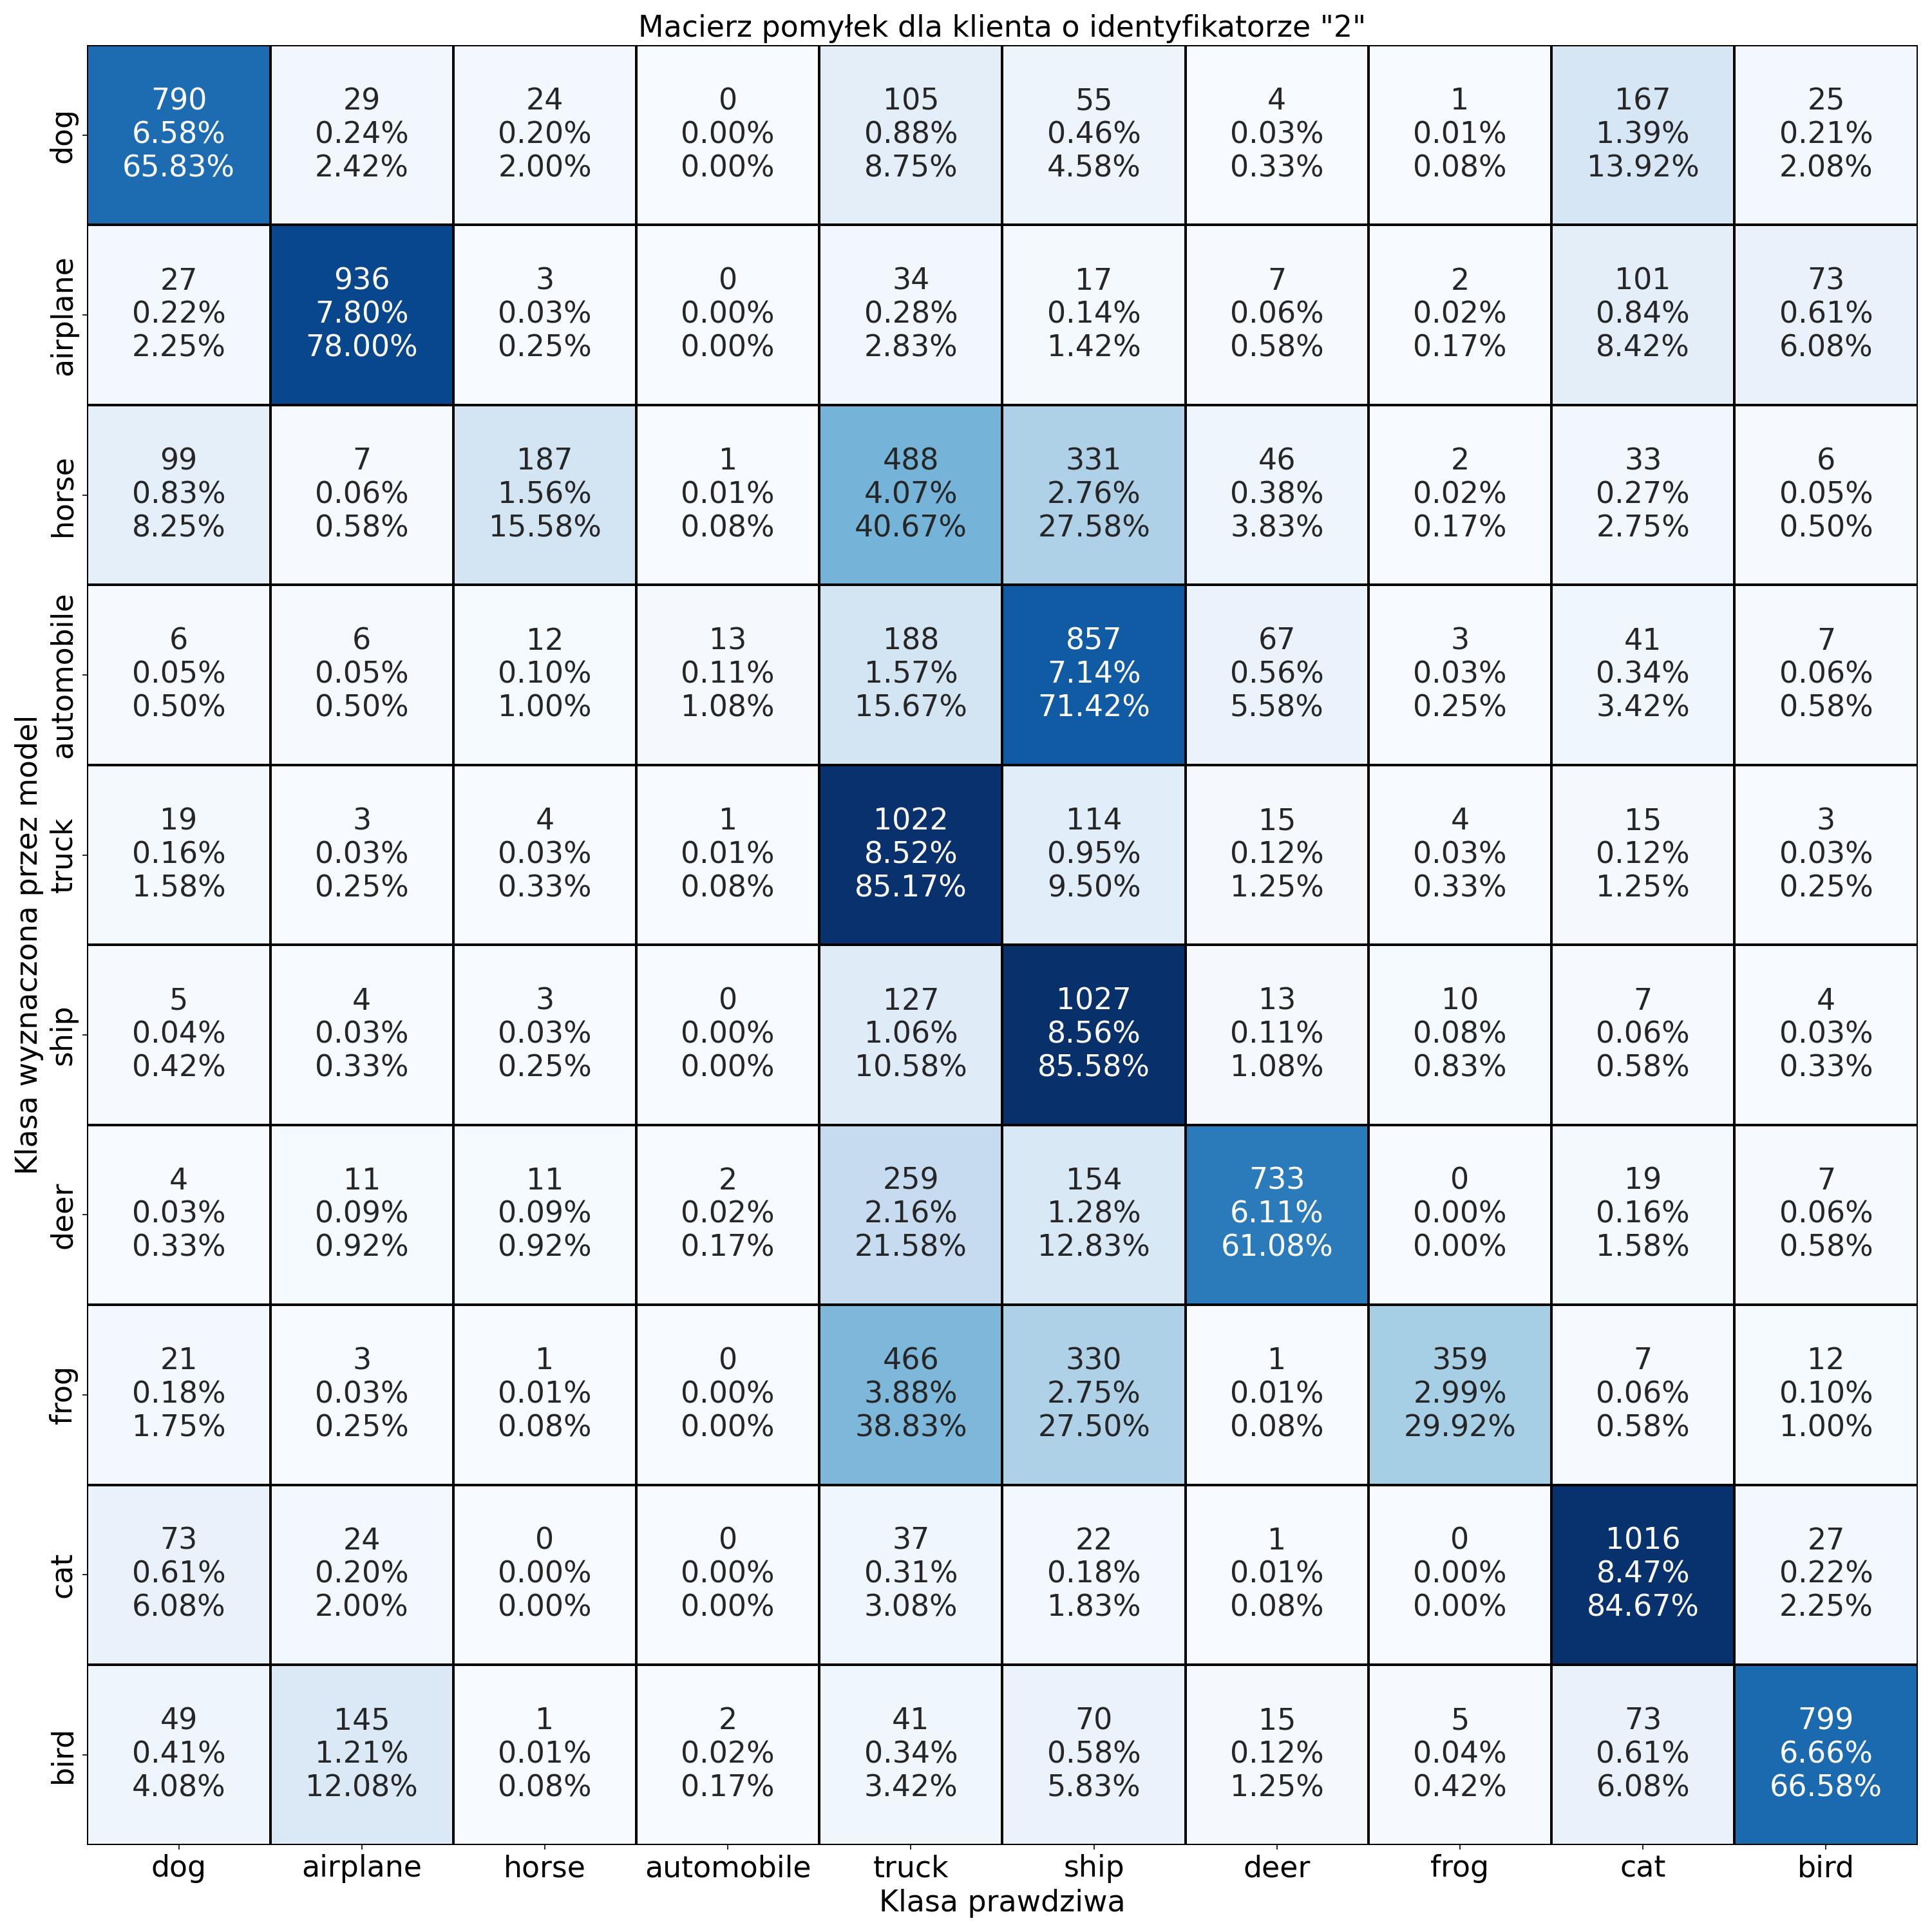 Macierz pomyłek dla klienta o identyfikatorze "2"
Klasa wyznaczona przez model
dog
790 29 24 0 105 55 4 1 167 25
6.58% 0.24% 0.20% 0.00% 0.88% 0.46% 0.03% 0.01% 1.39% 0.21%
65.83% 2.42% 2.00% 0.00% 8.75% 4.58% 0.33% 0.08% 13.92% 2.08%
airplane
27 936 3 0 34 17 7 2 101 73
0.22% 7.80% 0.03% 0.00% 0.28% 0.14% 0.06% 0.02% 0.84% 0.61%
2.25% 78.00% 0.25% 0.00% 2.83% 1.42% 0.58% 0.17% 8.42% 6.08%
horse
99 7 187 1 488 331 46 2 33 6
0.83% 0.06% 1.56% 0.01% 4.07% 2.76% 0.38% 0.02% 0.27% 0.05%
8.25% 0.58% 15.58% 0.08% 40.67% 27.58% 3.83% 0.17% 2.75% 0.50%
automobile
6 6 12 13 188 857 67 3 41 7
0.05% 0.05% 0.10% 0.11% 1.57% 7.14% 0.56% 0.03% 0.34% 0.06%
0.50% 0.50% 1.00% 1.08% 15.67% 71.42% 5.58% 0.25% 3.42% 0.58%
truck
19 3 4 1 1022 114 15 4 15 3
0.16% 0.03% 0.03% 0.01% 8.52% 0.95% 0.12% 0.03% 0.12% 0.03%
1.58% 0.25% 0.33% 0.08% 85.17% 9.50% 1.25% 0.33% 1.25% 0.25%
ship
5 4 3 0 127 1027 13 10 7 4
0.04% 0.03% 0.03% 0.00% 1.06% 8.56% 0.11% 0.08% 0.06% 0.03%
0.42% 0.33% 0.25% 0.00% 10.58% 85.58% 1.08% 0.83% 0.58% 0.33%
deer
4 11 11 2 259 154 733 0 19 7
0.03% 0.09% 0.09% 0.02% 2.16% 1.28% 6.11% 0.00% 0.16% 0.06%
0.33% 0.92% 0.92% 0.17% 21.58% 12.83% 61.08% 0.00% 1.58% 0.58%
frog
21 3 1 0 466 330 1 359 7 12
0.18% 0.03% 0.01% 0.00% 3.88% 2.75% 0.01% 2.99% 0.06% 0.10%
1.75% 0.25% 0.08% 0.00% 38.83% 27.50% 0.08% 29.92% 0.58% 1.00%
cat
73 24 0 0 37 22 1 0 1016 27
0.61% 0.20% 0.00% 0.00% 0.31% 0.18% 0.01% 0.00% 8.47% 0.22%
6.08% 2.00% 0.00% 0.00% 3.08% 1.83% 0.08% 0.00% 84.67% 2.25%
bird
49 145 1 2 41 70 15 5 73 799
0.41% 1.21% 0.01% 0.02% 0.34% 0.58% 0.12% 0.04% 0.61% 6.66%
4.08% 12.08% 0.08% 0.17% 3.42% 5.83% 1.25% 0.42% 6.08% 66.58%
dog airplane horse automobile truck ship deer frog cat bird
Klasa prawdziwa